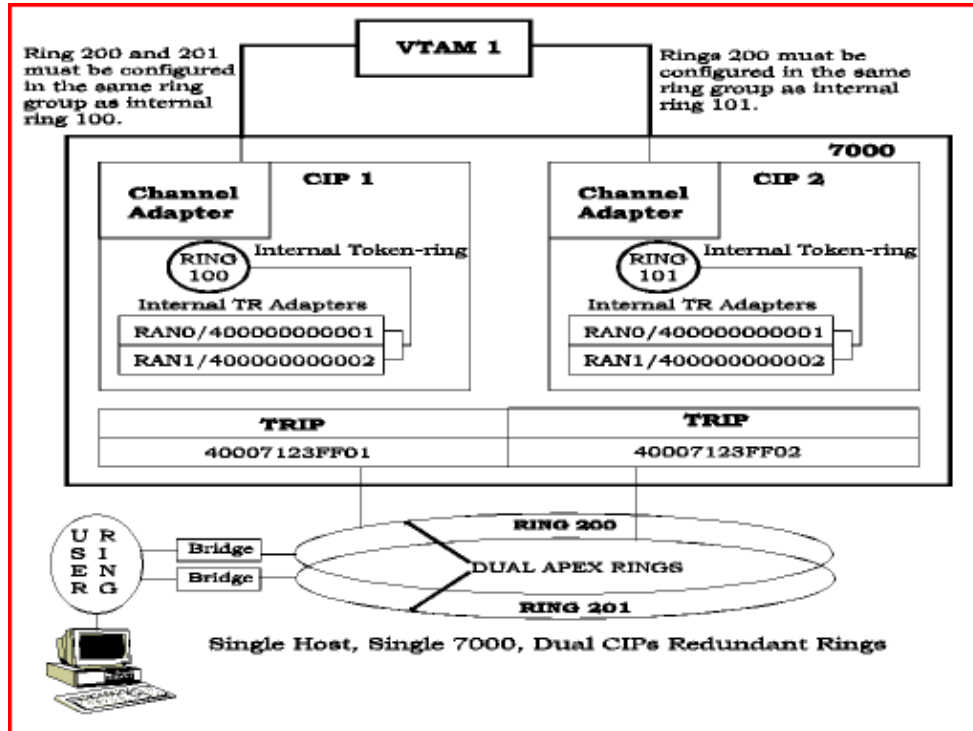 VTAM 1
Ring 200 and 201
must be configured
in the same ring
group as internal
ring 100.
Rings 200 must be
configured in the same
ring group as internal
ring 101.
7000
CIP 1
Channel
Adapter
RING
100
Internal Token-ring
Internal TR Adapters
RAN0/400000000001
RAN1/400000000002
CIP 2
Channel
Adapter
RING
101
Internal Token-ring
Internal TR Adapters
RAN0/400000000001
RAN1/400000000002
TRIP
40007123FF01
TRIP
40007123FF02
USER
RING
Bridge
Bridge
RING 200
DUAL APEX RINGS
RING 201
Single Host, Single 7000, Dual CIPs Redundant Rings